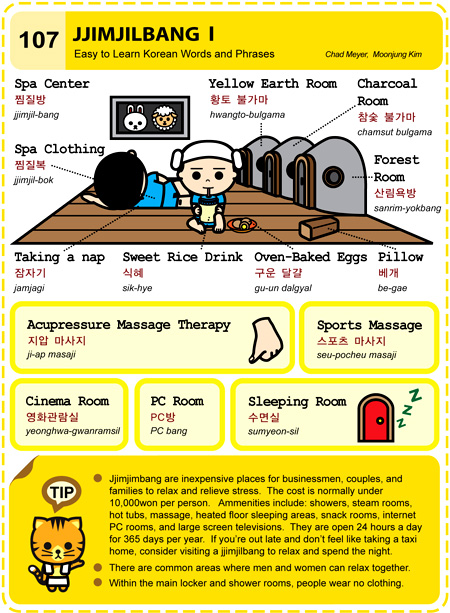 107
JJIMJILBANG I
Easy to Learn Korean Words and Phrases
Chad Meyer, Moonjung Kim
Spa Center
찜질방
jjimjil-bang
Yellow Earth Room
황토 불가마
hwangto-bulgama
Charcoal
Room
참숯 불가마
chamsut bulgama
Spa Clothing
찜질복
jjimjil-bok
Forest
Room
산림욕방
sanrim-yokbang
Taking a nap
잠자기
jamjagi
Sweet Rice Drink
식혜
sik-hye
Oven-Baked Eggs
구운 달걀
gu-un dalgyal
Pillow
베개
be-gae
Acupressure Massage Therapy
지압 마사지
ji-ap masaji
Sports Massage
스포츠 마사지
seu-pocheu masaji
Cinema Room
영화관람실
yeonghwa-gwanramsil
PC Room
PC방
PC bang
Sleeping Room
수면실
sumyeon-sil
Z Z Z
TIP
Jjimjimbang are inexpensive places for businessmen, couples, and
families to relax and relieve stress. The cost is normally under
10,000won per person. Ammenities include: showers, steam rooms,
hot tubs, massage, heated floor sleeping areas, snack rooms, internet
PC rooms, and large screen televisions. They are open 24 hours a day
for 365 days per year. If you're out late and don't feel like taking a taxi
home, consider visiting a jjimjilbang to relax and spend the night.
There are common areas where men and women can relax together.
Within the main locker and shower rooms, people wear no clothing.